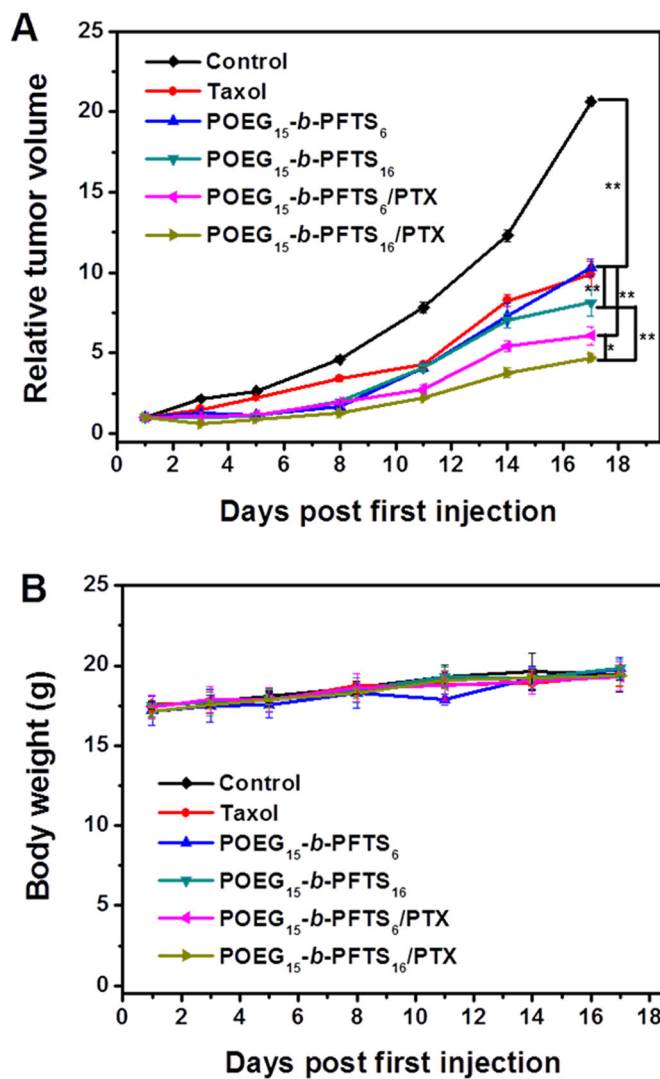 A
Relative tumor volume
25
20
15
10
5
0
Control
Taxol
POEG₁₅-b-PFTS₆
POEG₁₅-b-PFTS₁₆
POEG₁₅-b-PFTS₆/PTX
POEG₁₅-b-PFTS₁₆/PTX
**
**
**
*
**
0 2 4 6 8 10 12 14 16 18
Days post first injection
B
Body weight (g)
25
20
15
10
5
0
Control
Taxol
POEG₁₅-b-PFTS₆
POEG₁₅-b-PFTS₁₆
POEG₁₅-b-PFTS₆/PTX
POEG₁₅-b-PFTS₁₆/PTX
0 2 4 6 8 10 12 14 16 18
Days post first injection